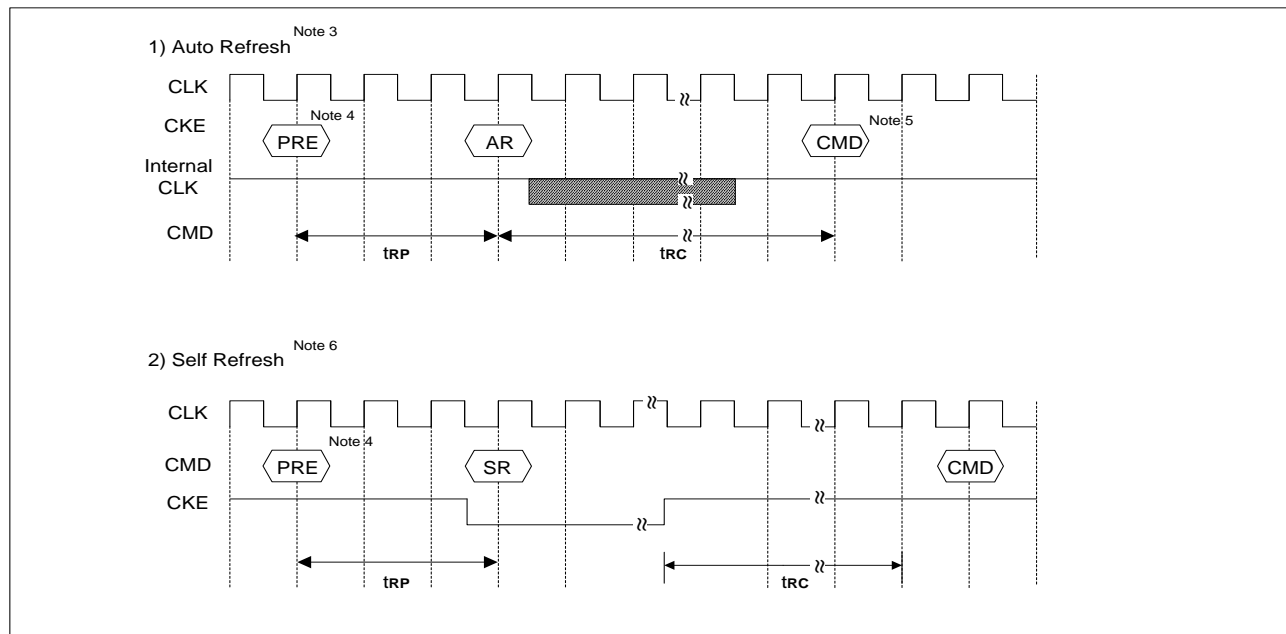 1) Auto Refresh Note 3
CLK
CKE
PRE Note 4
AR
CMD Note 5
Internal
CLK
CMD
tRP
tRC
2) Self Refresh Note 6
CLK
CMD
PRE Note 4
SR
CMD
CKE
tRP
tRC